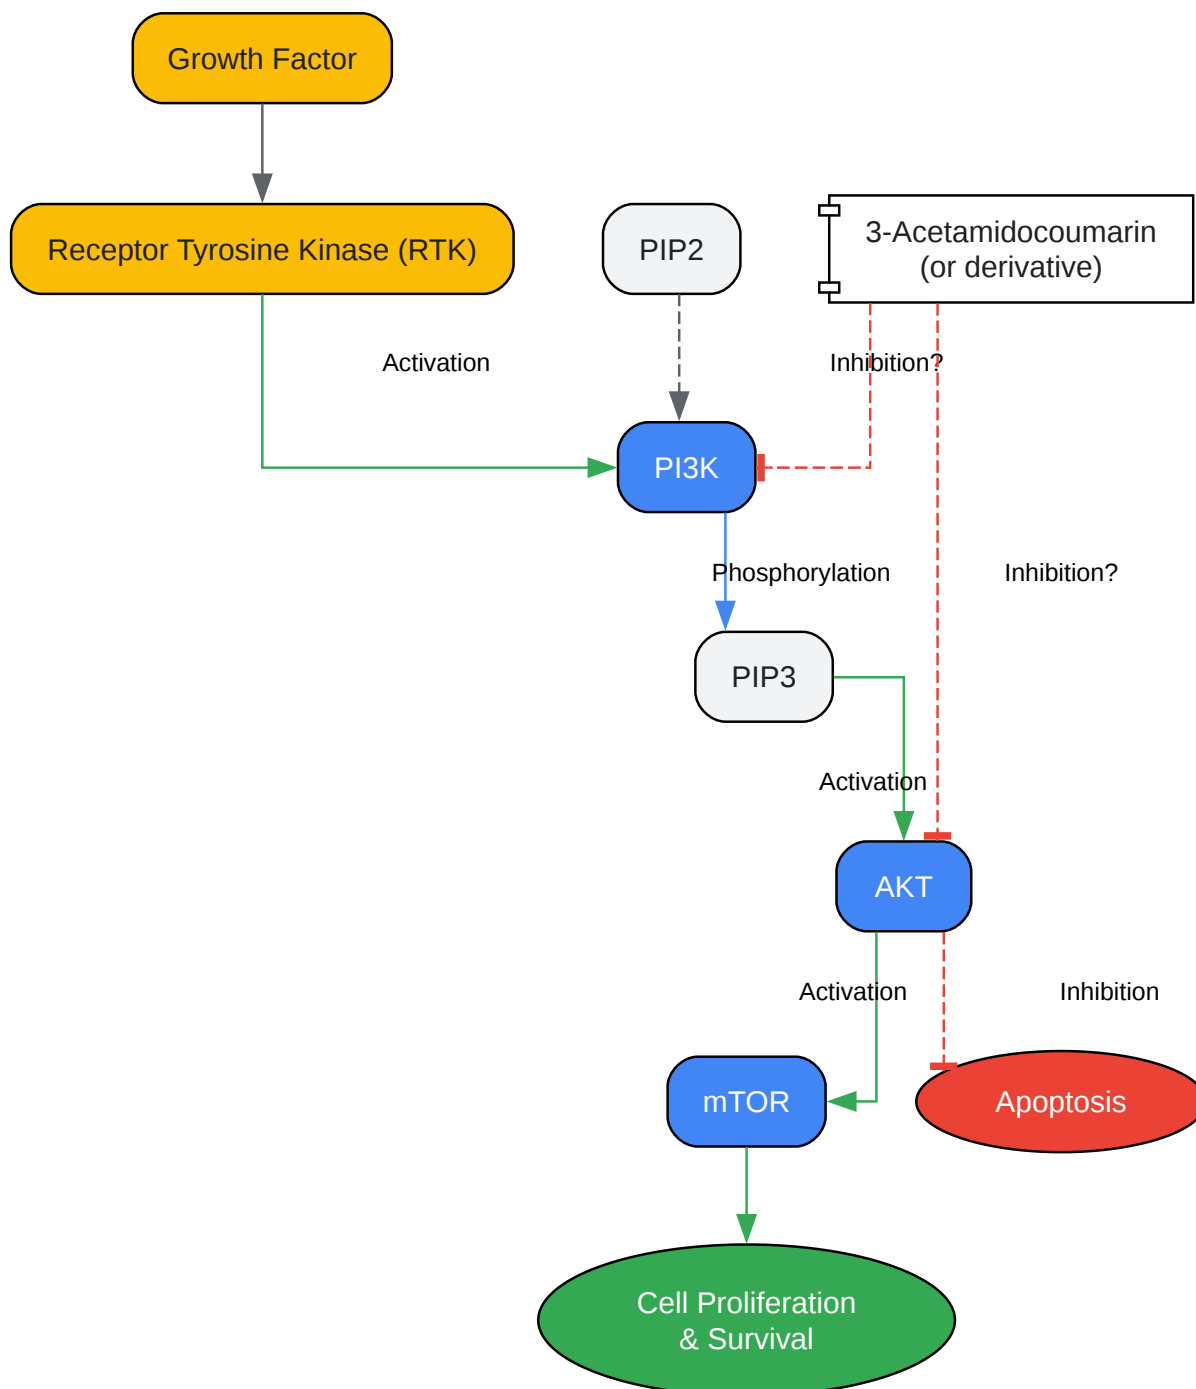 Growth Factor
Receptor Tyrosine Kinase (RTK)
PIP2
3-Acetamidocoumarin
(or derivative)
Activation
Inhibition?
PI3K
Phosphorylation
Inhibition?
PIP3
Activation
AKT
Activation
Inhibition
mTOR
Apoptosis
Cell Proliferation
& Survival